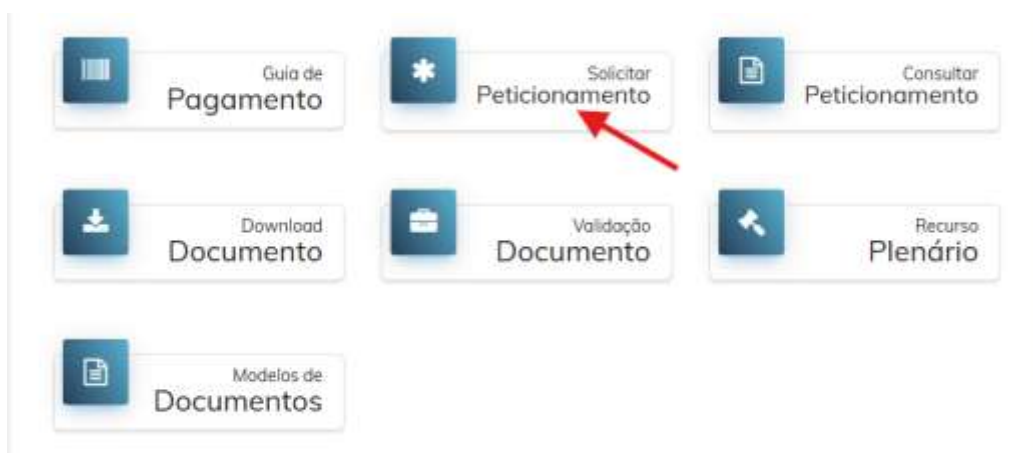 Guia de
Pagamento
Solicitar
Peticionamento
Consultar
Peticionamento
Download
Documento
Validação
Documento
Recurso
Plenário
Modelos de
Documentos